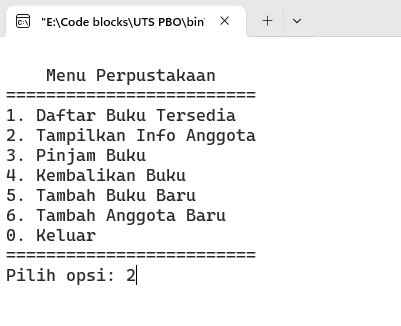 "E:\Code blocks\UTS PBO\bin
Menu Perpustakaan
=========================
1. Daftar Buku Tersedia
2. Tampilkan Info Anggota
3. Pinjam Buku
4. Kembalikan Buku
5. Tambah Buku Baru
6. Tambah Anggota Baru
0. Keluar
=========================
Pilih opsi: 2